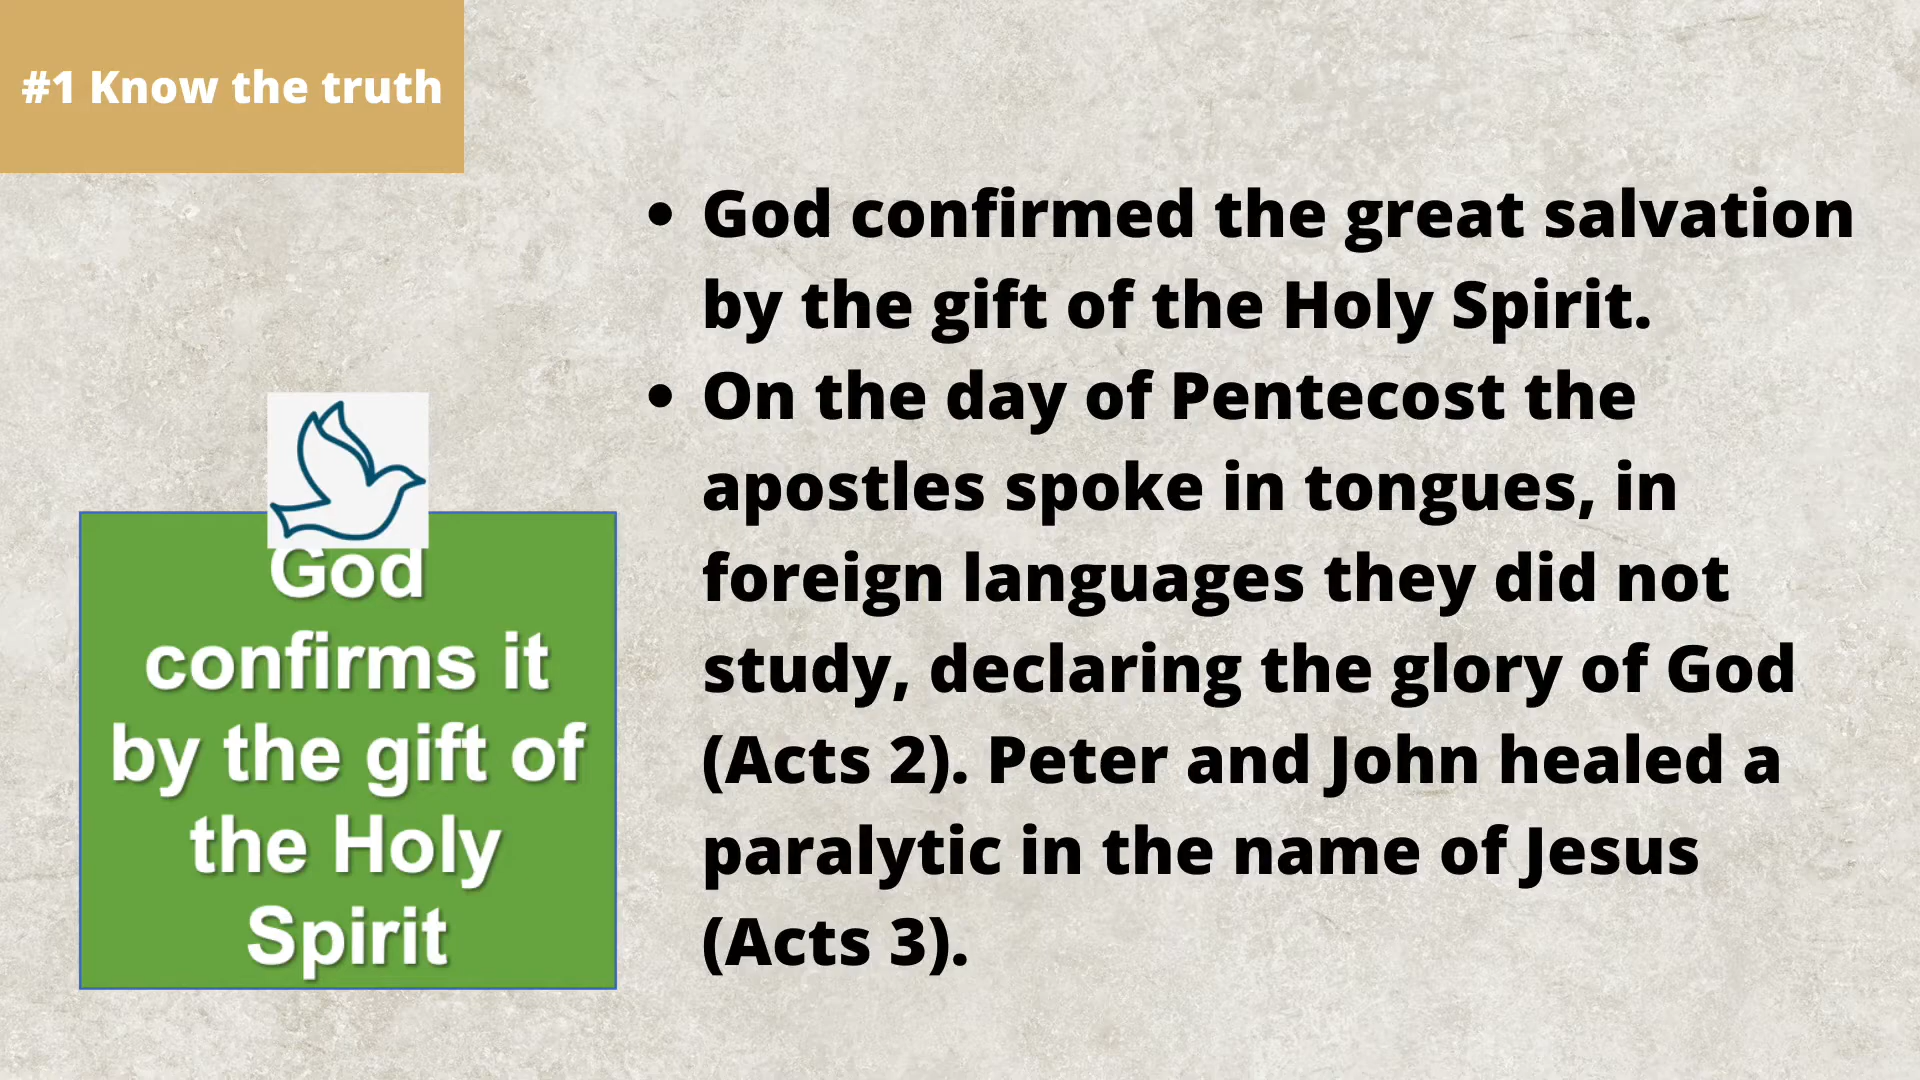 #1 Know the truth
• God confirmed the great salvation
by the gift of the Holy Spirit.
• On the day of Pentecost the
apostles spoke in tongues, in
foreign languages they did not
study, declaring the glory of God
(Acts 2). Peter and John healed a
paralytic in the name of Jesus
(Acts 3).
God
confirms it
by the gift of
the Holy
Spirit